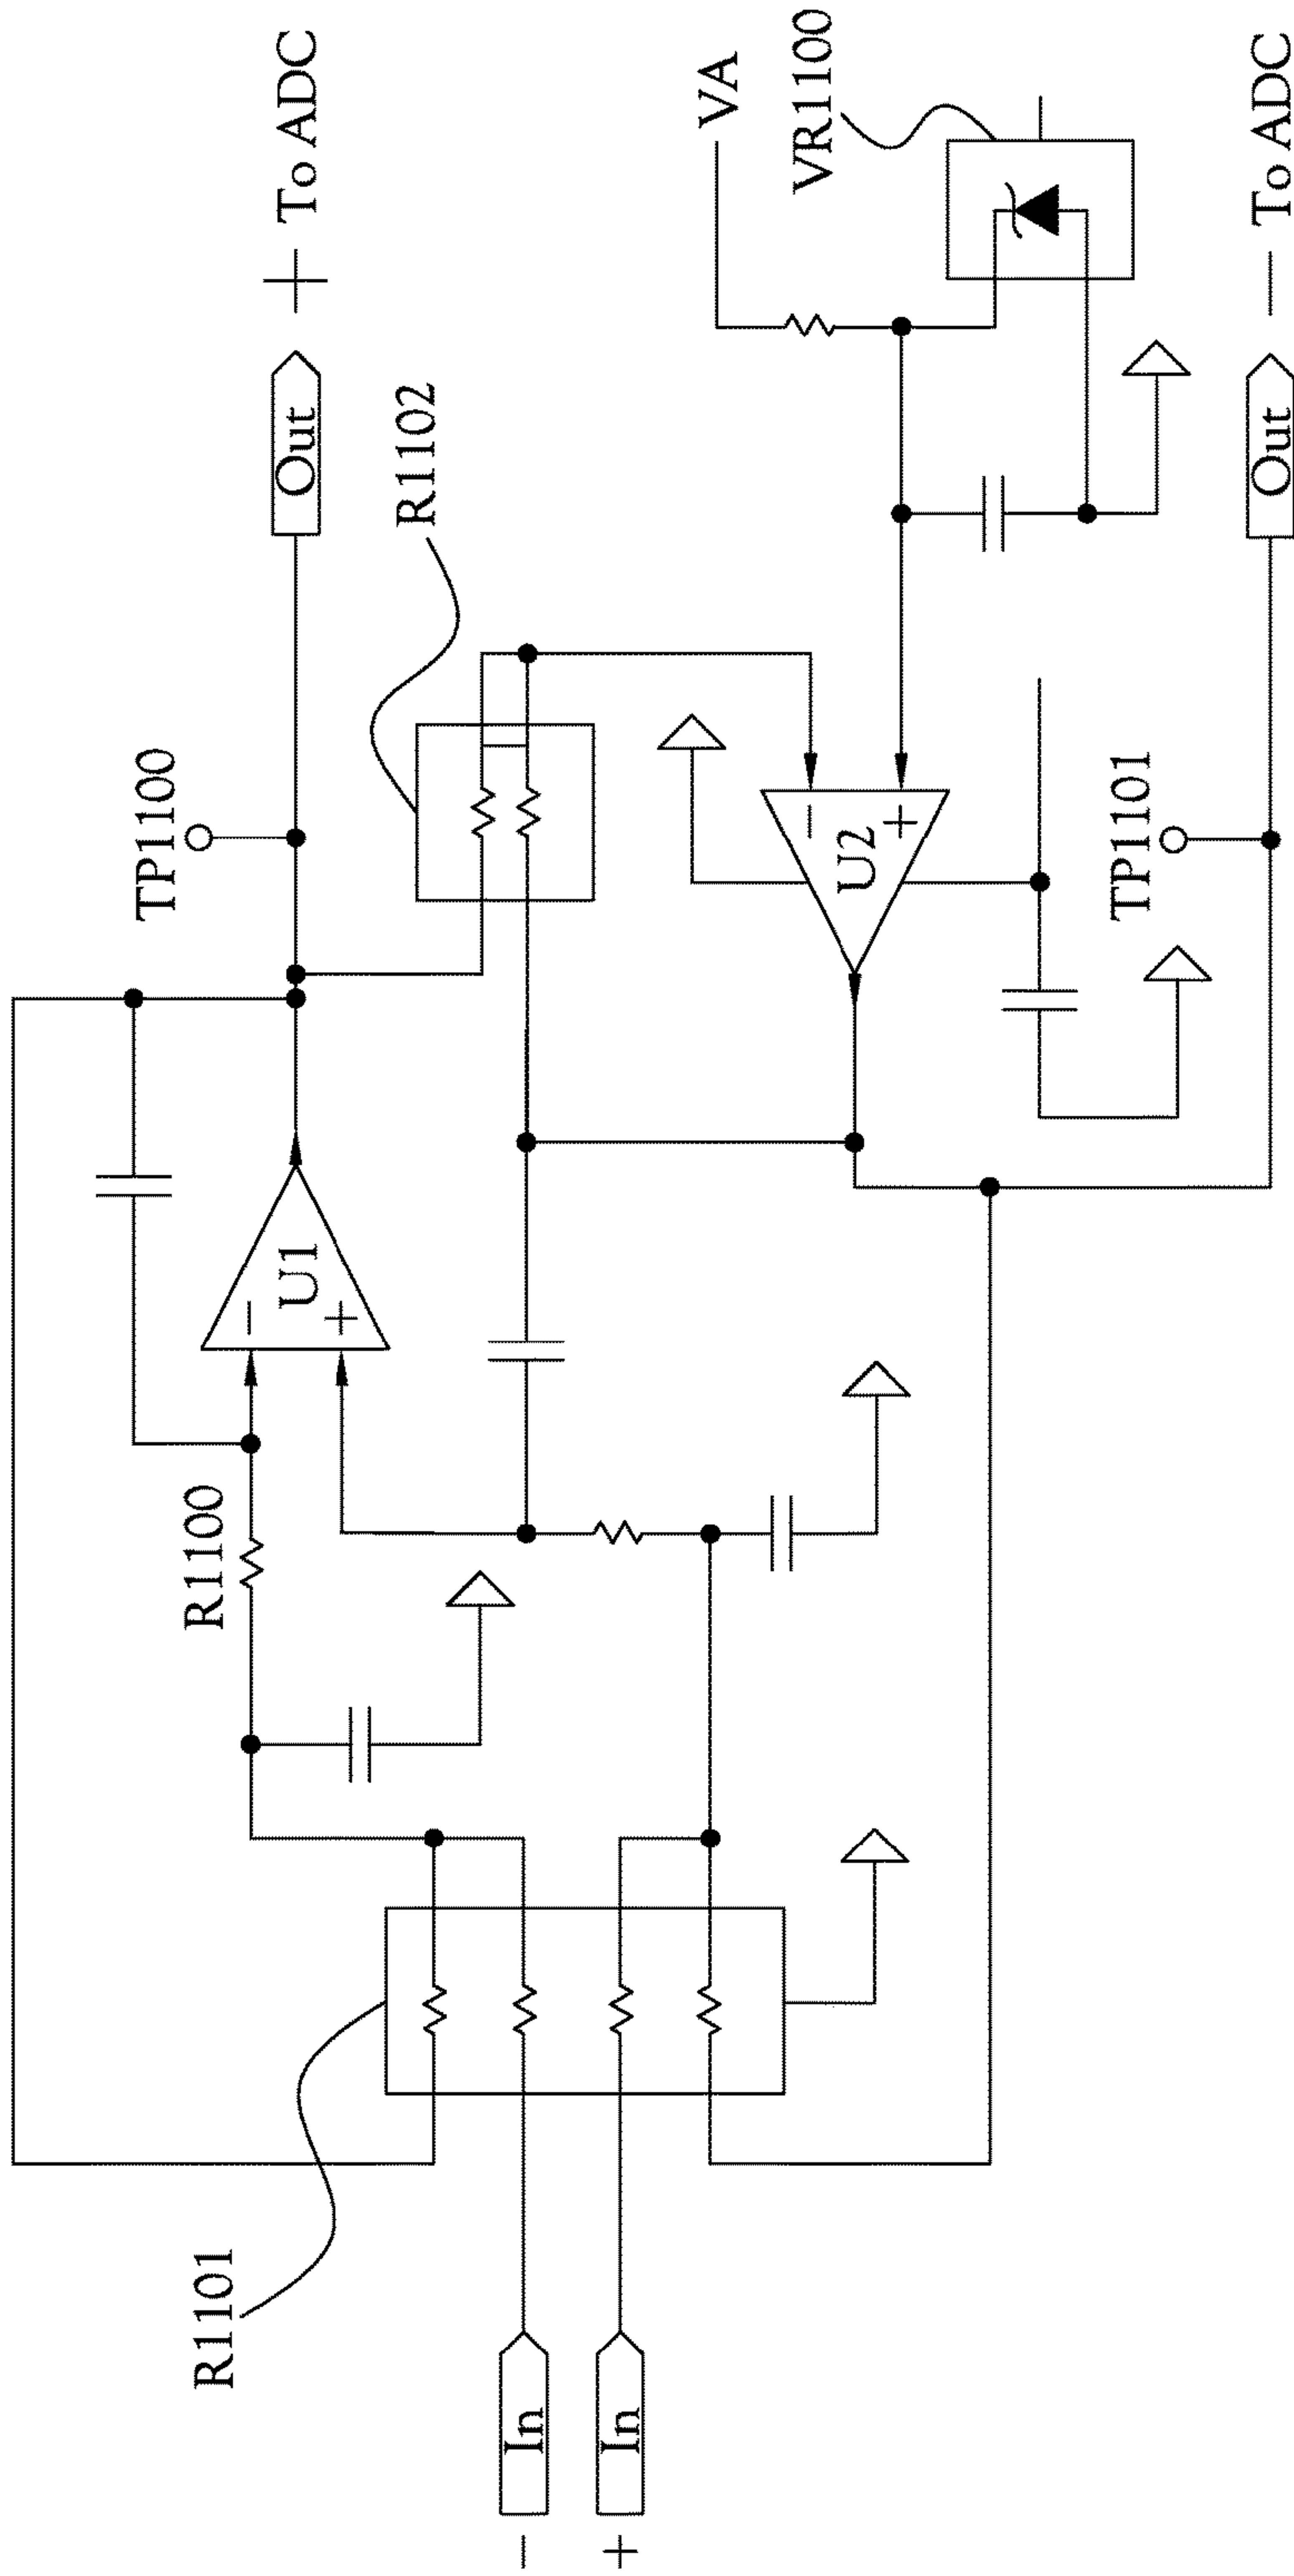 + To ADC
Out
TP1100
R1102
VA
VR1100
− +
U1
R1100
− +
U2
TP1101
R1101
− In
+ In
Out
− To ADC